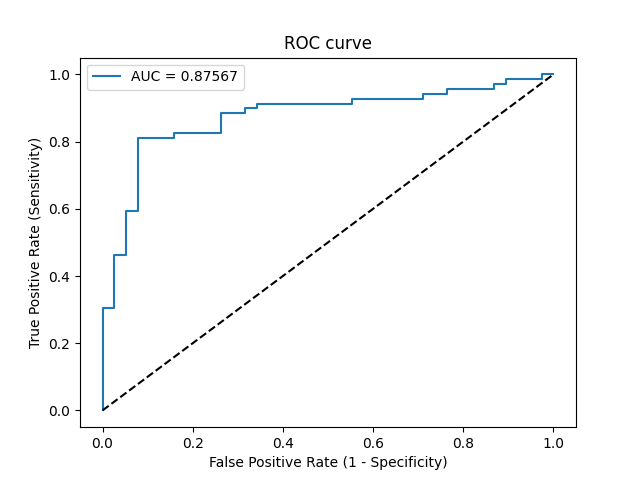 ROC curve
AUC = 0.87567
1.0
0.8
0.6
0.4
0.2
0.0
True Positive Rate (Sensitivity)
0.0 0.2 0.4 0.6 0.8 1.0
False Positive Rate (1 - Specificity)